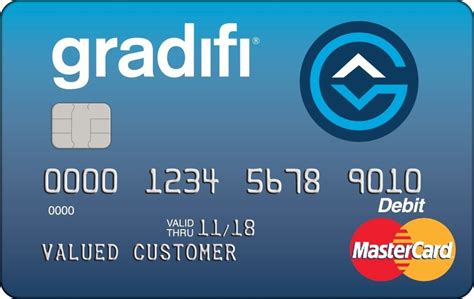 gradifi®
0000 1234 5678 9010
0000
Debit
VALID THRU 11/18
VALUED CUSTOMER
MasterCard